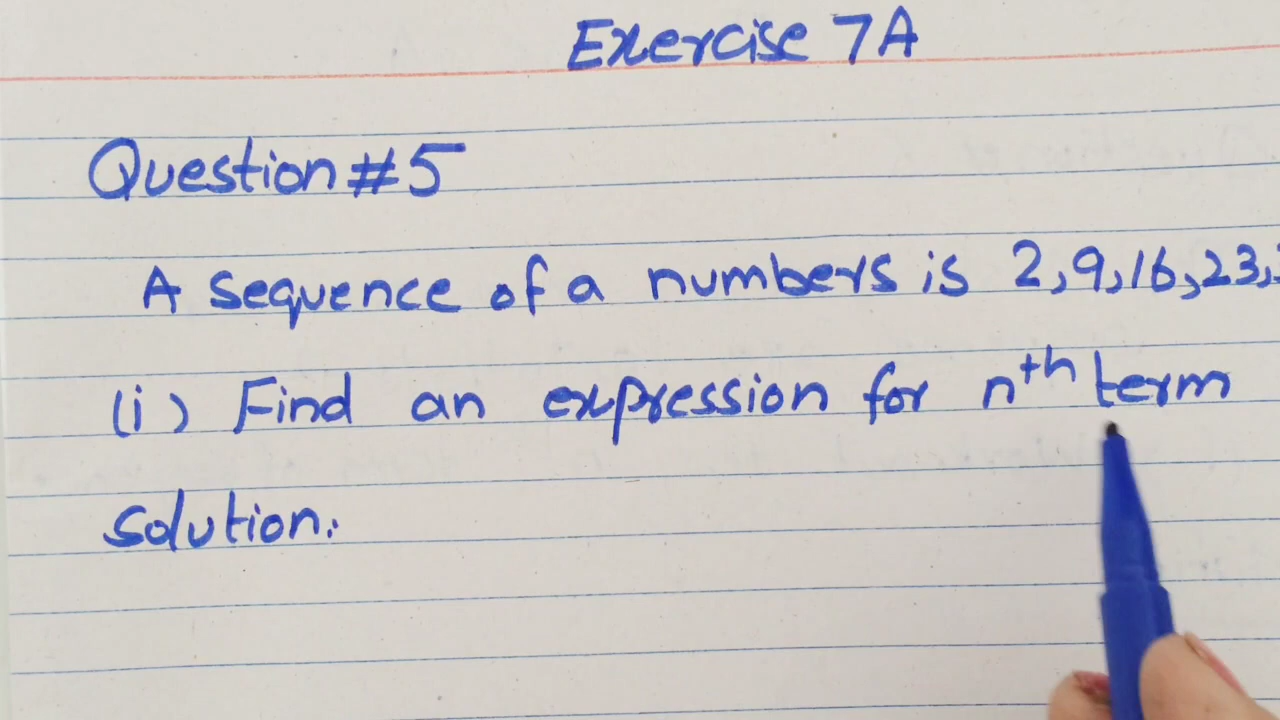 Exercise 7A
Question #5
A sequence of a numbers is 2,9,16,23,
(i) Find an expression for nth term
Solution: